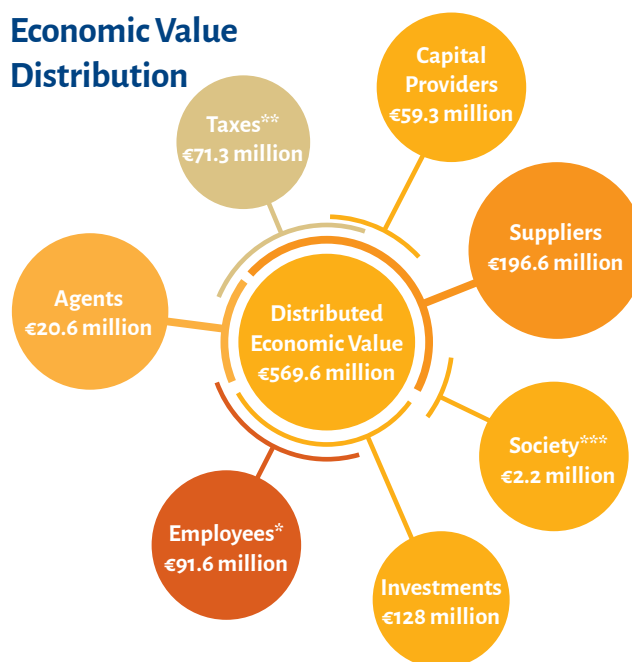 Economic Value
Distribution
Capital
Providers
€59.3 million
Taxes**
€71.3 million
Suppliers
€196.6 million
Agents
€20.6 million
Distributed
Economic Value
€569.6 million
Society***
€2.2 million
Employees*
€91.6 million
Investments
€128 million